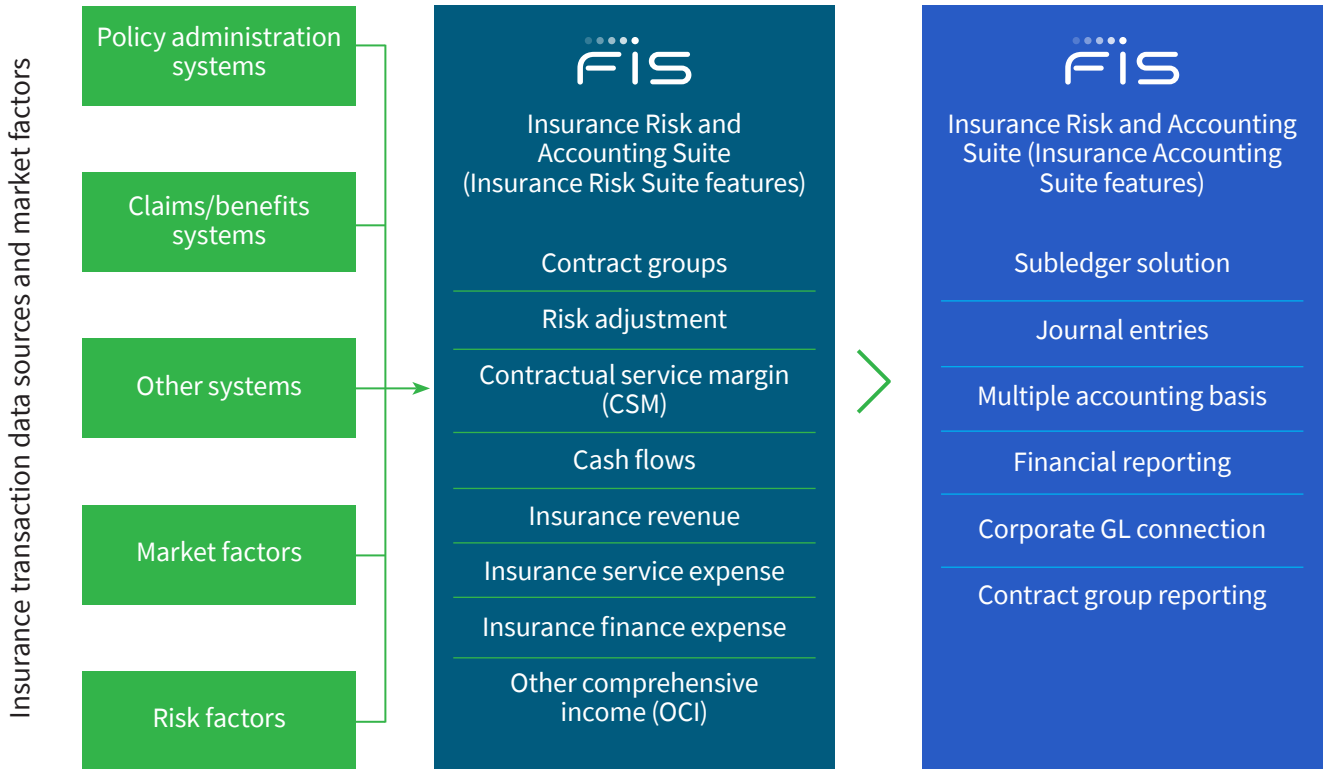 Insurance transaction data sources and market factors
Policy administration
systems
Claims/benefits
systems
Other systems
Market factors
Risk factors
FIS
Insurance Risk and
Accounting Suite
(Insurance Risk Suite features)
Contract groups
Risk adjustment
Contractual service margin
(CSM)
Cash flows
Insurance revenue
Insurance service expense
Insurance finance expense
Other comprehensive
income (OCI)
FIS
Insurance Risk and Accounting
Suite (Insurance Accounting
Suite features)
Subledger solution
Journal entries
Multiple accounting basis
Financial reporting
Corporate GL connection
Contract group reporting